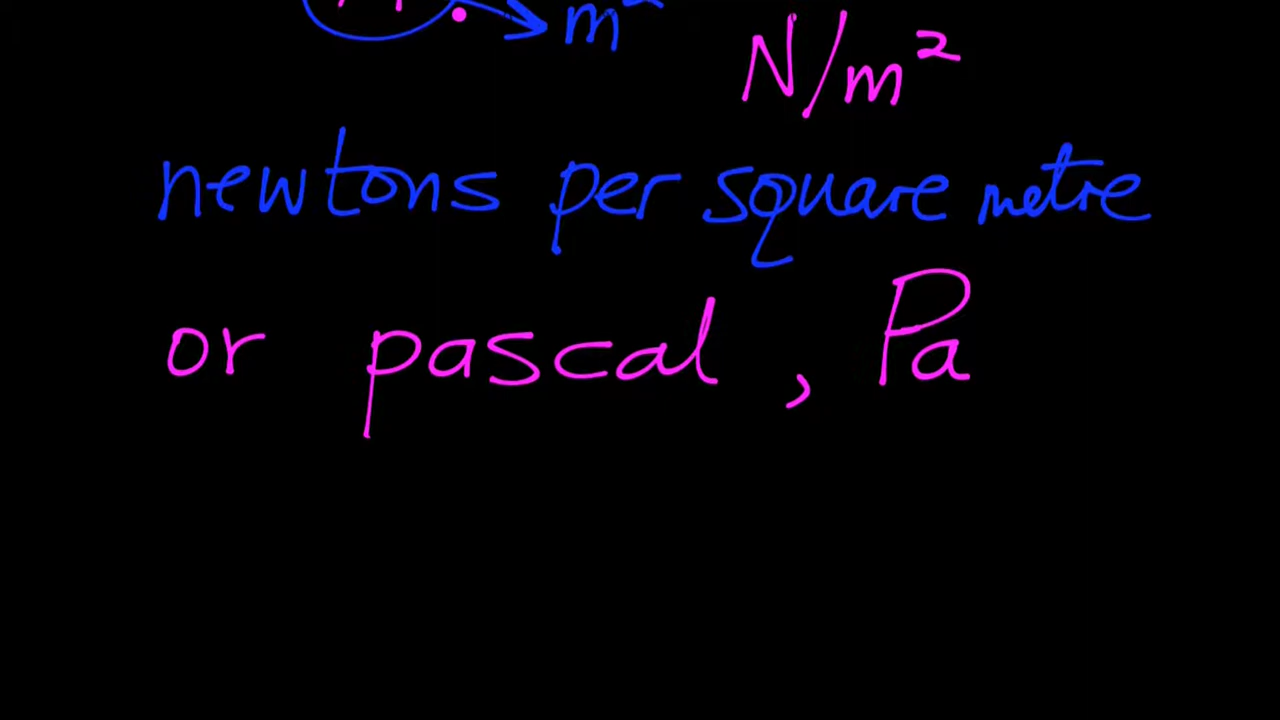 m²
N/m²
newtons per square metre
or pascal, Pa